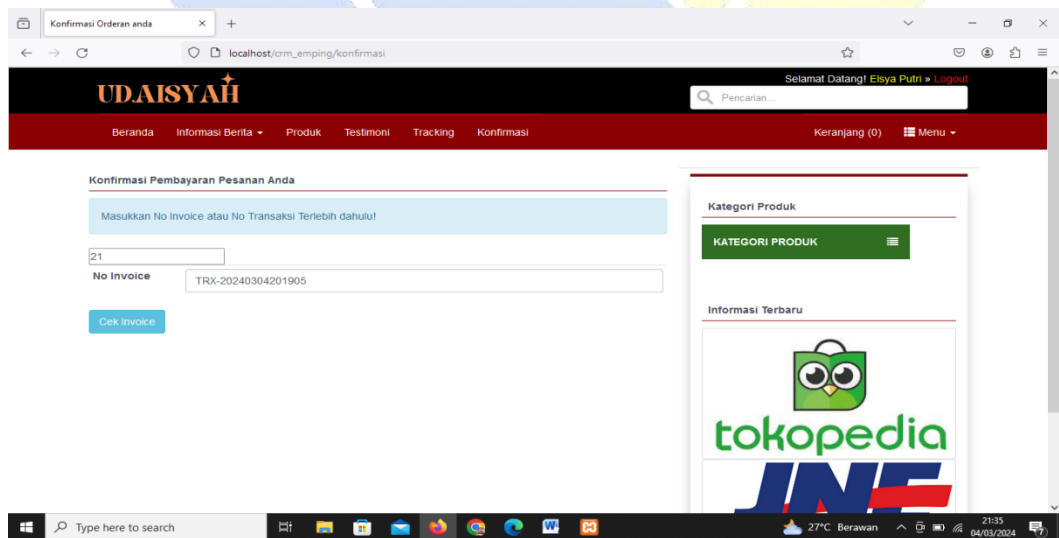 Konfirmasi Orderan anda
localhost/crm_emping/konfirmasi
Selamat Datang! Elsya Putri » Logout
UD.AISYAH
Pencarian...
Beranda Informasi Berita Produk Testimoni Tracking Konfirmasi Keranjang (0) Menu
Konfirmasi Pembayaran Pesanan Anda
Masukkan No Invoice atau No Transaksi Terlebih dahulu!
21
No Invoice TRX-20240304201905
Cek Invoice
Kategori Produk
KATEGORI PRODUK
Informasi Terbaru
tokopedia
JNE
Type here to search
27°C Berawan
21:35
04/03/2024